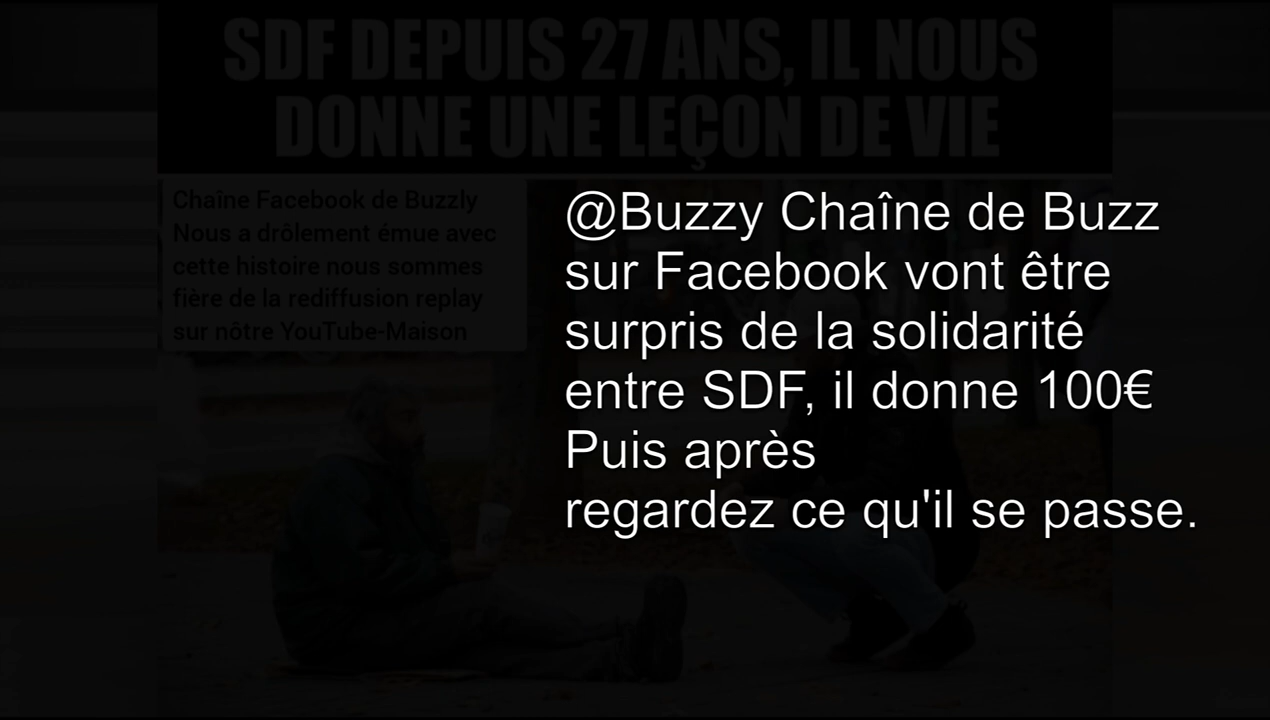 SDF DEPUIS 27 ANS, IL NOUS
DONNE UNE LEÇON DE VIE
Chaîne Facebook de Buzzly
Nous a drôlement émue avec
cette histoire nous sommes
fière de la rediffusion replay
sur nôtre YouTube-Maison
@Buzzy Chaîne de Buzz
sur Facebook vont être
surpris de la solidarité
entre SDF, il donne 100€
Puis après
regardez ce qu'il se passe.